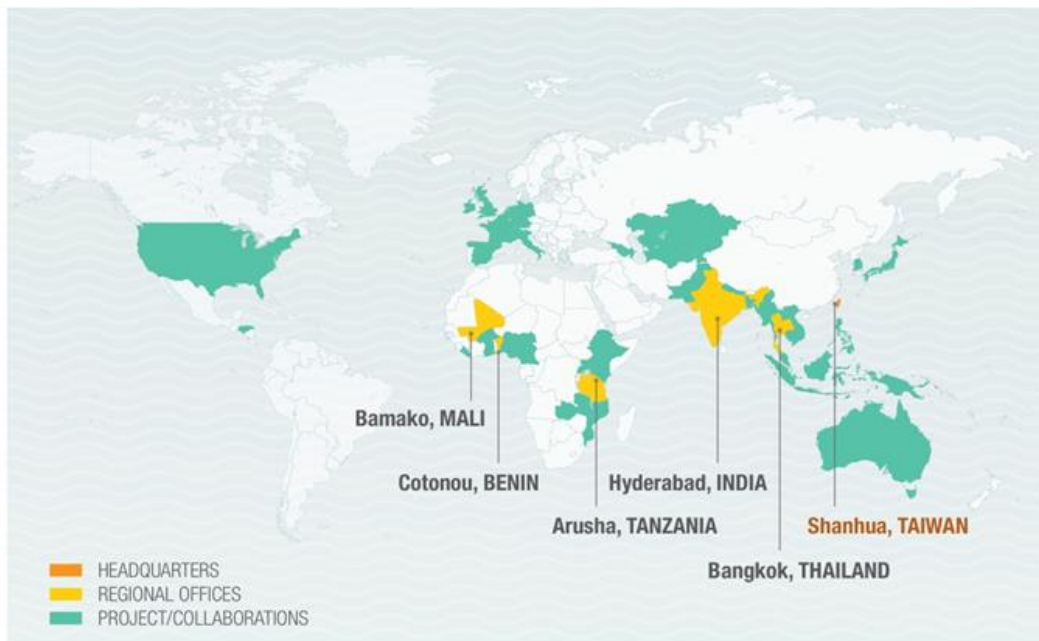 Bamako, MALI
Cotonou, BENIN
Hyderabad, INDIA
Arusha, TANZANIA
Shanhua, TAIWAN
Bangkok, THAILAND
HEADQUARTERS
REGIONAL OFFICES
PROJECT/COLLABORATIONS